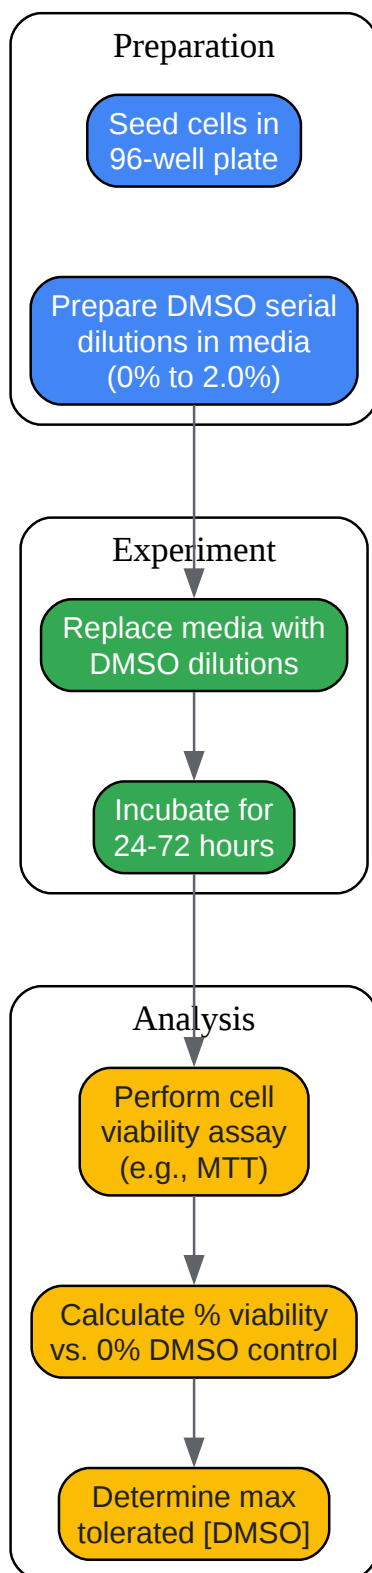 Preparation
Seed cells in
96-well plate
Prepare DMSO serial
dilutions in media
(0% to 2.0%)
Experiment
Replace media with
DMSO dilutions
Incubate for
24-72 hours
Analysis
Perform cell
viability assay
(e.g., MTT)
Calculate % viability
vs. 0% DMSO control
Determine max
tolerated [DMSO]